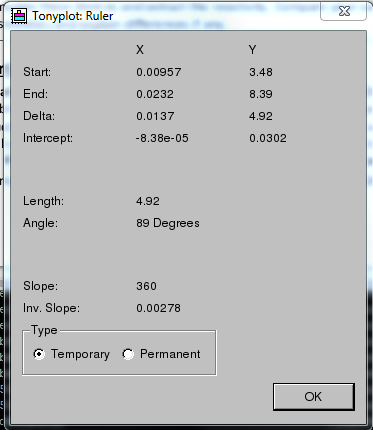 Tonyplot: Ruler
X Y
Start: 0.00957 3.48
End: 0.0232 8.39
Delta: 0.0137 4.92
Intercept: -8.38e-05 0.0302
Length: 4.92
Angle: 89 Degrees
Slope: 360
Inv. Slope: 0.00278
Type
Temporary Permanent
OK